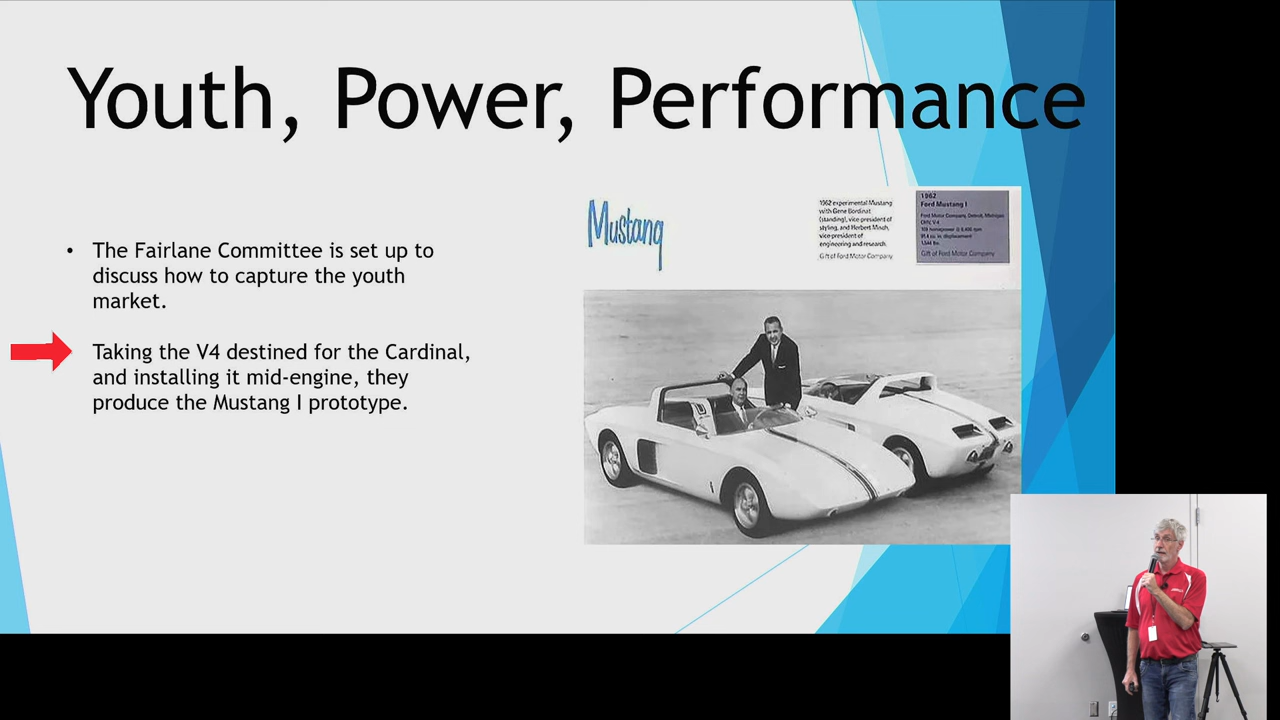 Youth, Power, Performance
• The Fairlane Committee is set up to
discuss how to capture the youth
market.
Taking the V4 destined for the Cardinal,
and installing it mid-engine, they
produce the Mustang I prototype.
Mustang
1962 experimental Mustang
with Gene Bordinat
(standing), vice president of
styling, and Herbert Misch,
vice-president of
engineering and research.
Gift of Ford Motor Company
1962
Ford Mustang I
Ford Motor Company, Detroit, Michigan
OHV, V-4
109 horsepower @ 6,400 rpm
91.4 cu. in. displacement
1,544 lbs.
Gift of Ford Motor Company